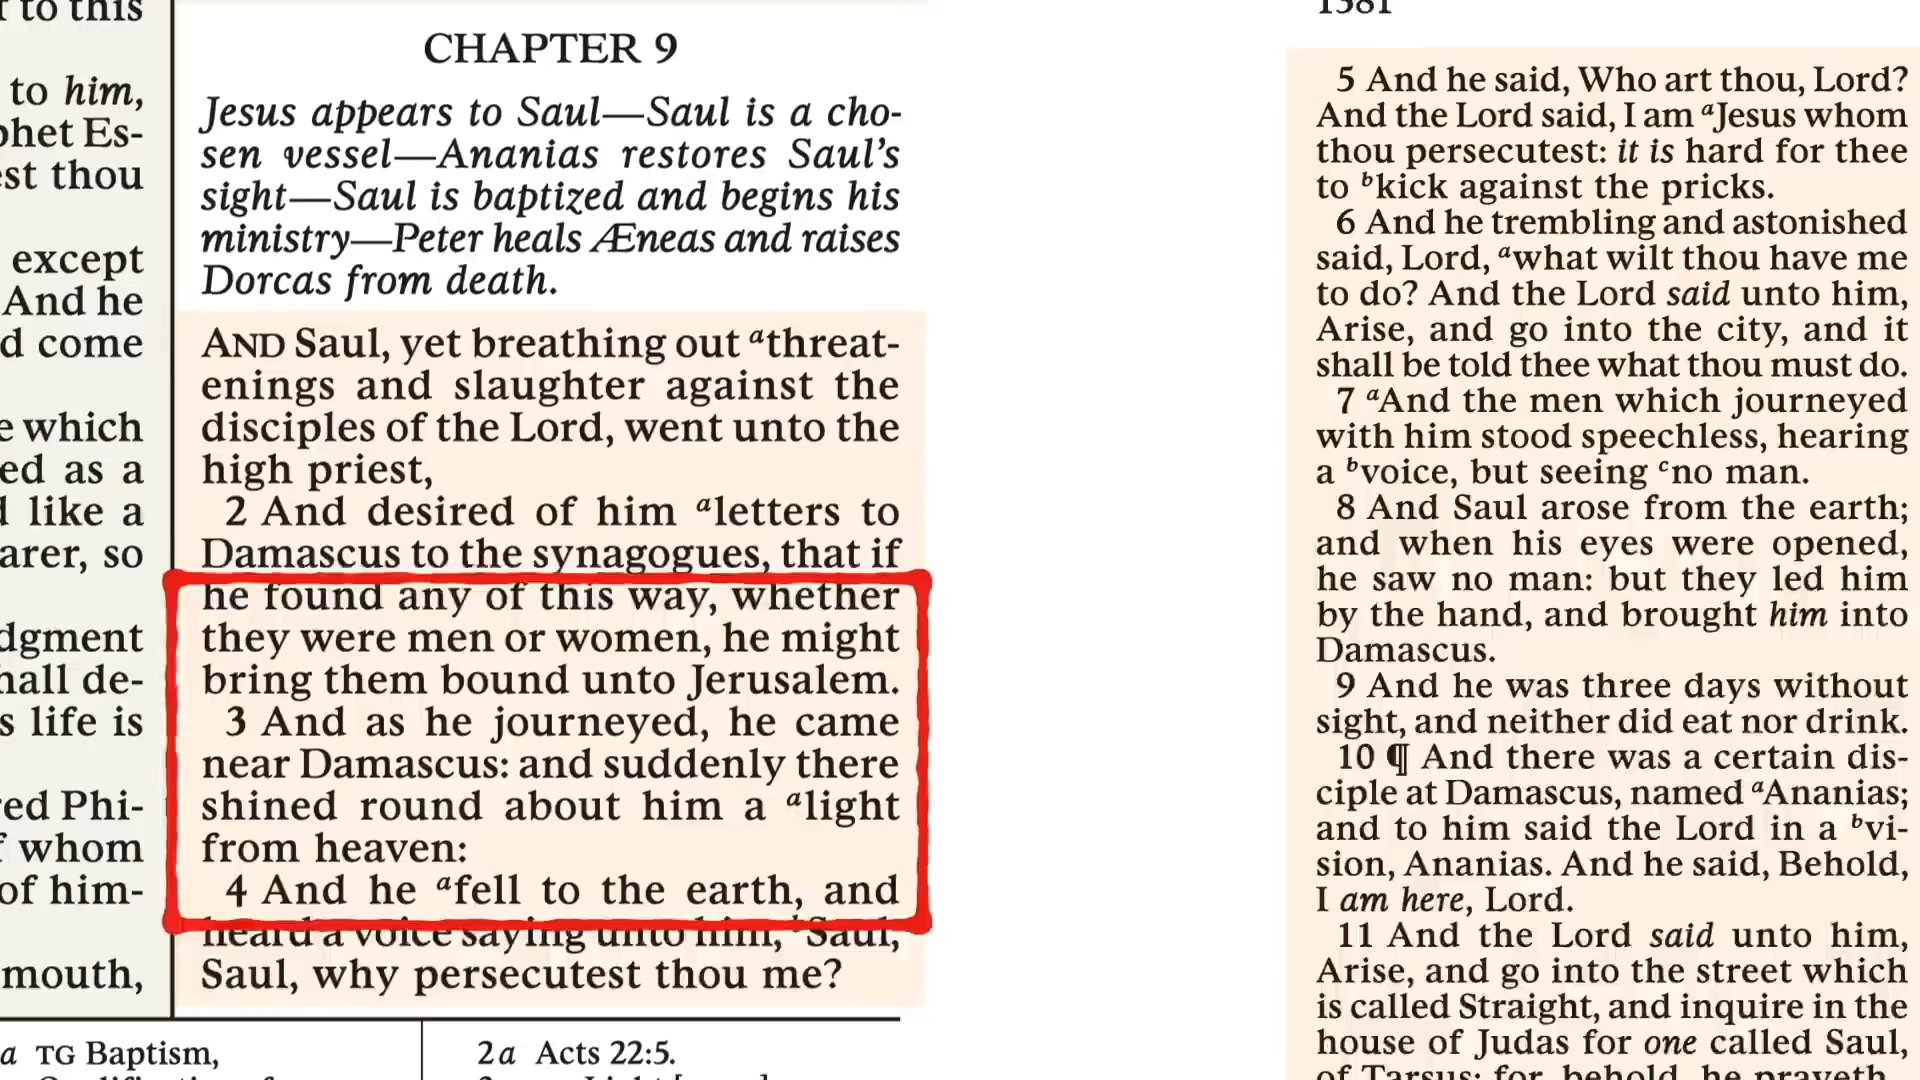 to this
to him,
phet Es-
est thou
except
And he
d come
e which
ed as a
d like a
arer, so
dgment
hall de-
s life is
red Phi-
f whom
of him-
mouth,
CHAPTER 9
Jesus appears to Saul—Saul is a cho-
sen vessel—Ananias restores Saul's
sight—Saul is baptized and begins his
ministry—Peter heals Æneas and raises
Dorcas from death.
AND Saul, yet breathing out athreat-
enings and slaughter against the
disciples of the Lord, went unto the
high priest,
2 And desired of him aletters to
Damascus to the synagogues, that if
he found any of this way, whether
they were men or women, he might
bring them bound unto Jerusalem.
3 And as he journeyed, he came
near Damascus: and suddenly there
shined round about him a alight
from heaven:
4 And he afell to the earth, and
heard a voice saying unto him, bSaul,
Saul, why persecutest thou me?
a TG Baptism,
2a Acts 22:5.
1381
5 And he said, Who art thou, Lord?
And the Lord said, I am aJesus whom
thou persecutest: it is hard for thee
to bkick against the pricks.
6 And he trembling and astonished
said, Lord, awhat wilt thou have me
to do? And the Lord said unto him,
Arise, and go into the city, and it
shall be told thee what thou must do.
7 aAnd the men which journeyed
with him stood speechless, hearing
a bvoice, but seeing cno man.
8 And Saul arose from the earth;
and when his eyes were opened,
he saw no man: but they led him
by the hand, and brought him into
Damascus.
9 And he was three days without
sight, and neither did eat nor drink.
10 ¶ And there was a certain dis-
ciple at Damascus, named aAnanias;
and to him said the Lord in a bvi-
sion, Ananias. And he said, Behold,
I am here, Lord.
11 And the Lord said unto him,
Arise, and go into the street which
is called Straight, and inquire in the
house of Judas for one called Saul,
of Tarsus: for, behold, he prayeth,